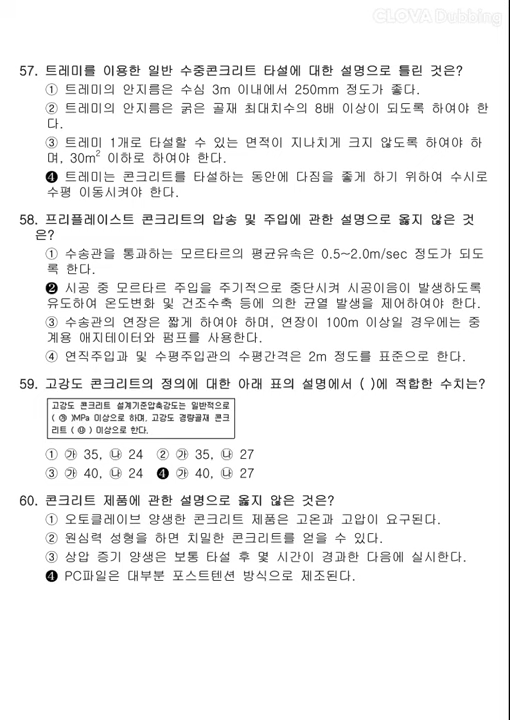 CLOVA Dubbing
57. 트레미를 이용한 일반 수중콘크리트 타설에 대한 설명으로 틀린 것은?
① 트레미의 안지름은 수심 3m 이내에서 250mm 정도가 좋다.
② 트레미의 안지름은 굵은 골재 최대치수의 8배 이상이 되도록 하여야 한
다.
③ 트레미 1개로 타설할 수 있는 면적이 지나치게 크지 않도록 하여야 하
며, 30m² 이하로 하여야 한다.
❹ 트레미는 콘크리트를 타설하는 동안에 다짐을 좋게 하기 위하여 수시로
수평 이동시켜야 한다.
58. 프리플레이스트 콘크리트의 압송 및 주입에 관한 설명으로 옳지 않은 것
은?
① 수송관을 통과하는 모르타르의 평균유속은 0.5~2.0m/sec 정도가 되도
록 한다.
❷ 시공 중 모르타르 주입을 주기적으로 중단시켜 시공이음이 발생하도록
유도하여 온도변화 및 건조수축 등에 의한 균열 발생을 제어하여야 한다.
③ 수송관의 연장은 짧게 하여야 하며, 연장이 100m 이상일 경우에는 중
계용 애지테이터와 펌프를 사용한다.
④ 연직주입관 및 수평주입관의 수평간격은 2m 정도를 표준으로 한다.
59. 고강도 콘크리트의 정의에 대한 아래 표의 설명에서 ( )에 적합한 수치는?
고강도 콘크리트 설계기준압축강도는 일반적으로
( ㉮ )MPa 이상으로 하며, 고강도 경량골재 콘크
리트 ( ㉯ ) 이상으로 한다.
① ㉮ 35, ㉯ 24 ② ㉮ 35, ㉯ 27
③ ㉮ 40, ㉯ 24 ❹ ㉮ 40, ㉯ 27
60. 콘크리트 제품에 관한 설명으로 옳지 않은 것은?
① 오토클레이브 양생한 콘크리트 제품은 고온과 고압이 요구된다.
② 원심력 성형을 하면 치밀한 콘크리트를 얻을 수 있다.
③ 상압 증기 양생은 보통 타설 후 몇 시간이 경과한 다음에 실시한다.
❹ PC파일은 대부분 포스트텐션 방식으로 제조된다.